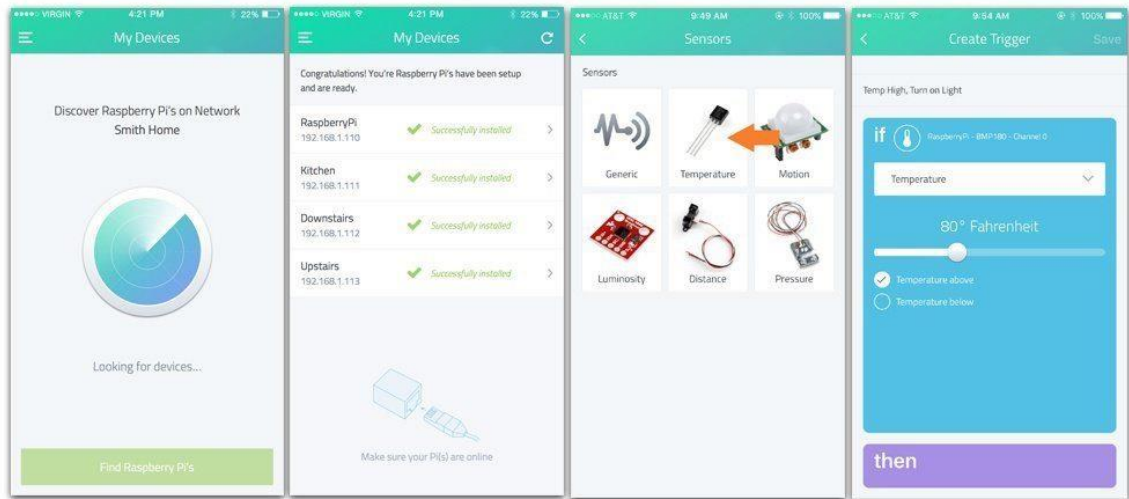 VIRGIN 4:21 PM 22%
My Devices
Discover Raspberry Pi's on Network
Smith Home
Looking for devices...
Find Raspberry Pi's
VIRGIN 4:21 PM 22%
My Devices
Congratulations! You're Raspberry Pi's have been setup
and are ready.
RaspberryPi
192.168.1.110
Successfully installed
Kitchen
192.168.1.111
Successfully installed
Downstairs
192.168.1.112
Successfully installed
Upstairs
192.168.1.113
Successfully installed
Make sure your Pi(s) are online
AT&T 9:49 AM 100%
Sensors
Sensors
Generic
Temperature
Motion
Luminosity
Distance
Pressure
AT&T 9:54 AM 100%
Create Trigger
Save
Temp High, Turn on Light
if
RaspberryPi - BMP180 - Channel 0
Temperature
80° Fahrenheit
Temperature above
Temperature below
then